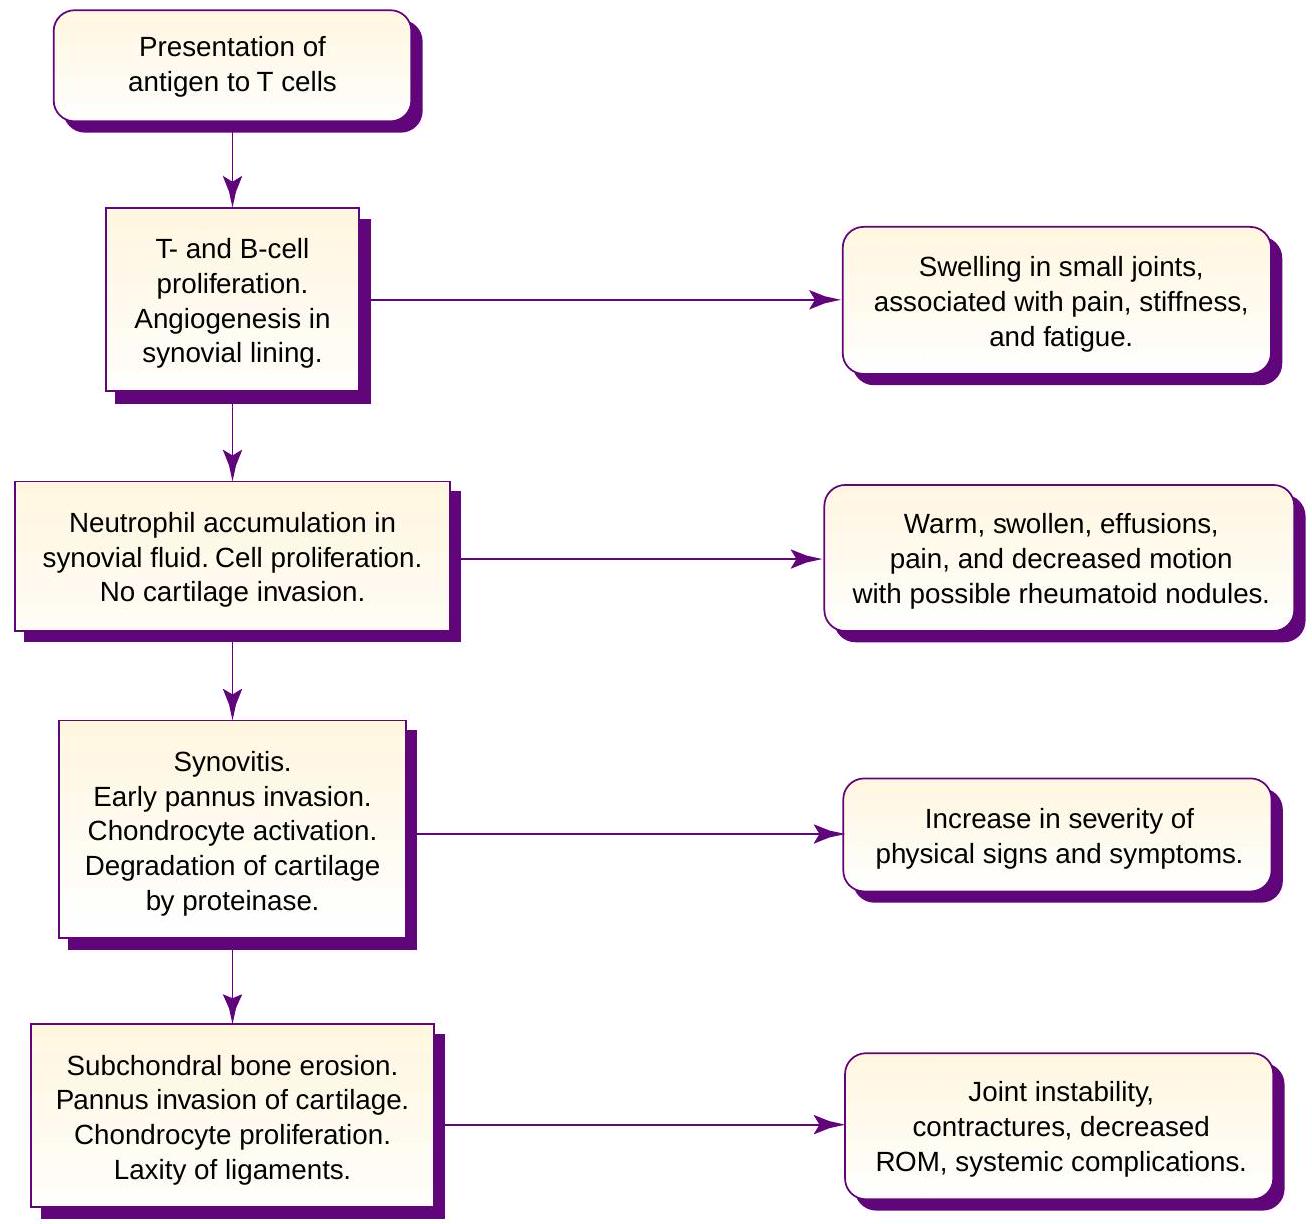 Presentation of
antigen to T cells
T- and B-cell
proliferation.
Angiogenesis in
synovial lining.
Swelling in small joints,
associated with pain, stiffness,
and fatigue.
Neutrophil accumulation in
synovial fluid. Cell proliferation.
No cartilage invasion.
Warm, swollen, effusions,
pain, and decreased motion
with possible rheumatoid nodules.
Synovitis.
Early pannus invasion.
Chondrocyte activation.
Degradation of cartilage
by proteinase.
Increase in severity of
physical signs and symptoms.
Subchondral bone erosion.
Pannus invasion of cartilage.
Chondrocyte proliferation.
Laxity of ligaments.
Joint instability,
contractures, decreased
ROM, systemic complications.